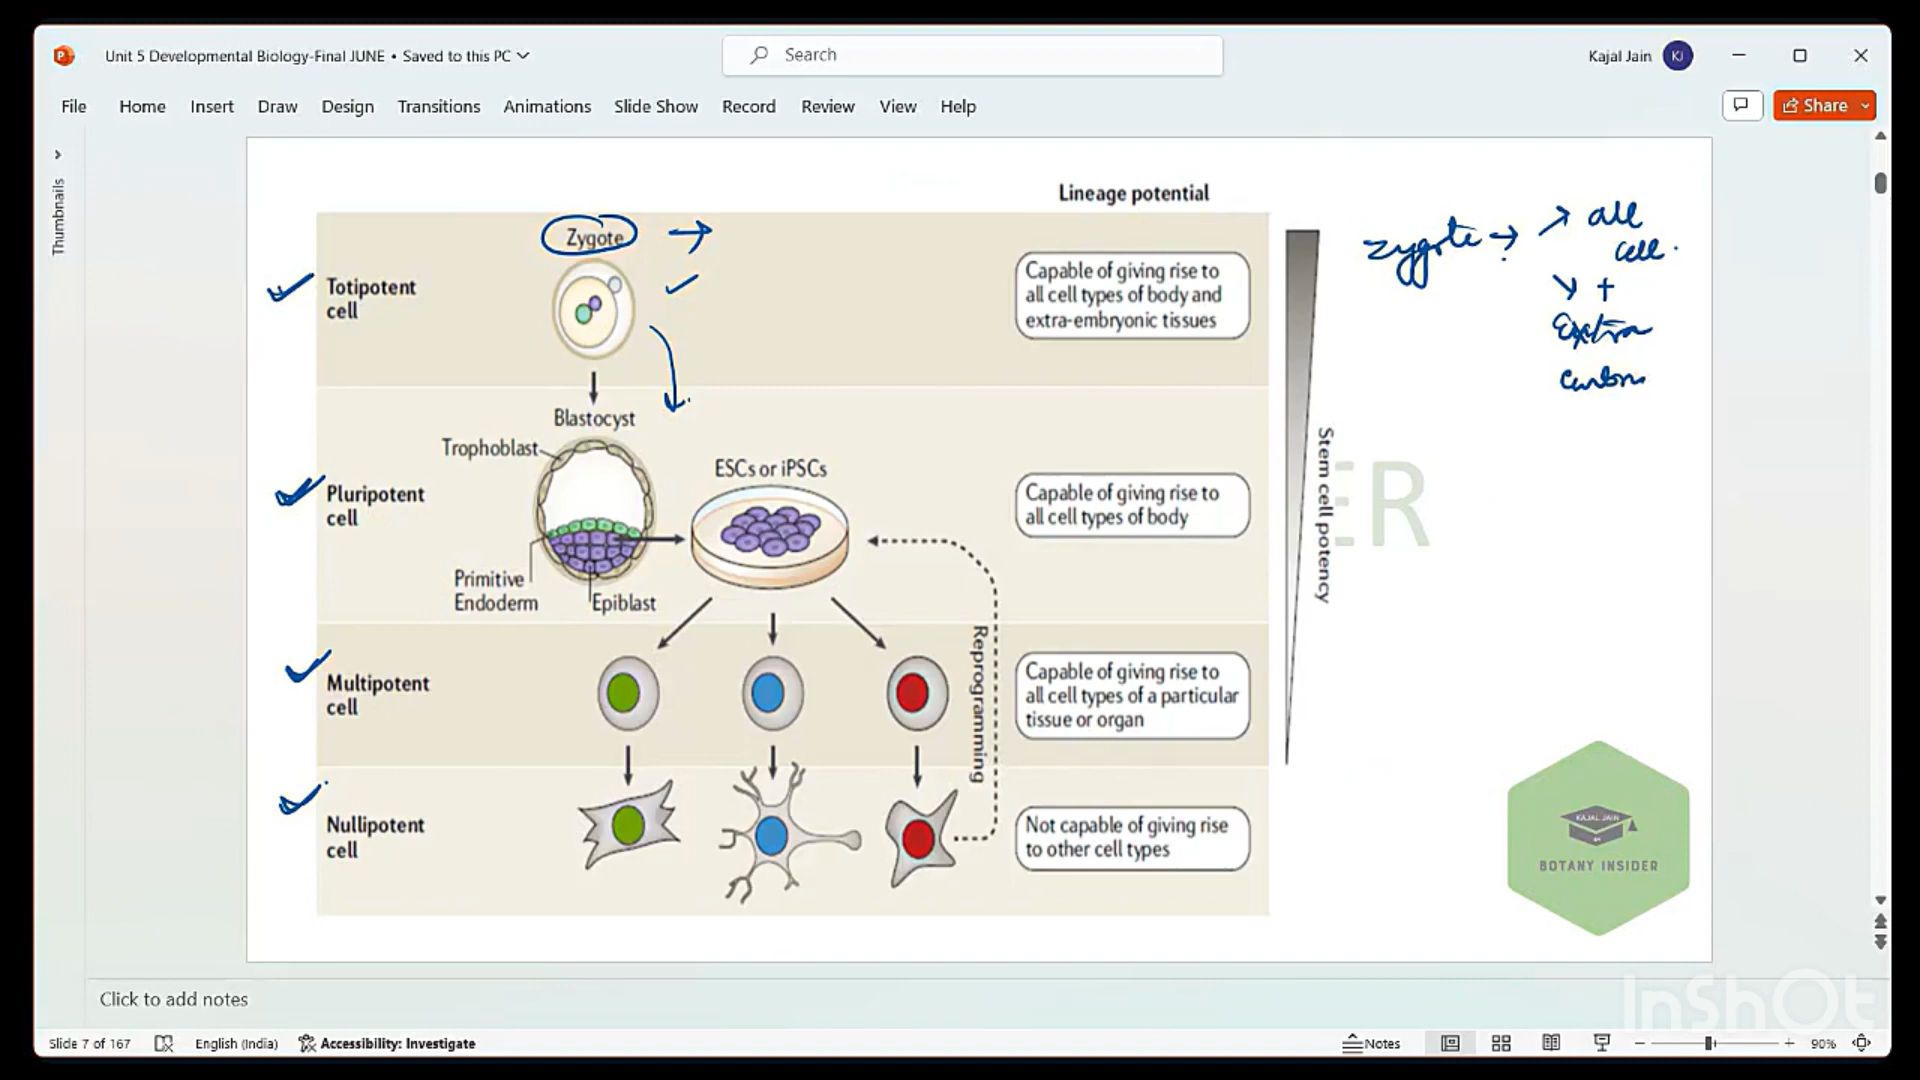 Unit 5 Developmental Biology-Final JUNE • Saved to this PC
Search
Kajal Jain
KJ
File Home Insert Draw Design Transitions Animations Slide Show Record Review View Help
Share
Thumbnails
Lineage potential
Zygote
Totipotent
cell
Capable of giving rise to
all cell types of body and
extra-embryonic tissues
Zygote
all
cell
+
Extra
Blastocyst
Trophoblast
ESCs or iPSCs
Pluripotent
cell
Primitive
Endoderm
Epiblast
Capable of giving rise to
all cell types of body
Stem cell potency
ER
Reprogramming
Multipotent
cell
Capable of giving rise to
all cell types of a particular
tissue or organ
Nullipotent
cell
Not capable of giving rise
to other cell types
KAJAL JAIN
BOTANY INSIDER
InShOt
Click to add notes
Slide 7 of 167 English (India) Accessibility: Investigate Notes 90%